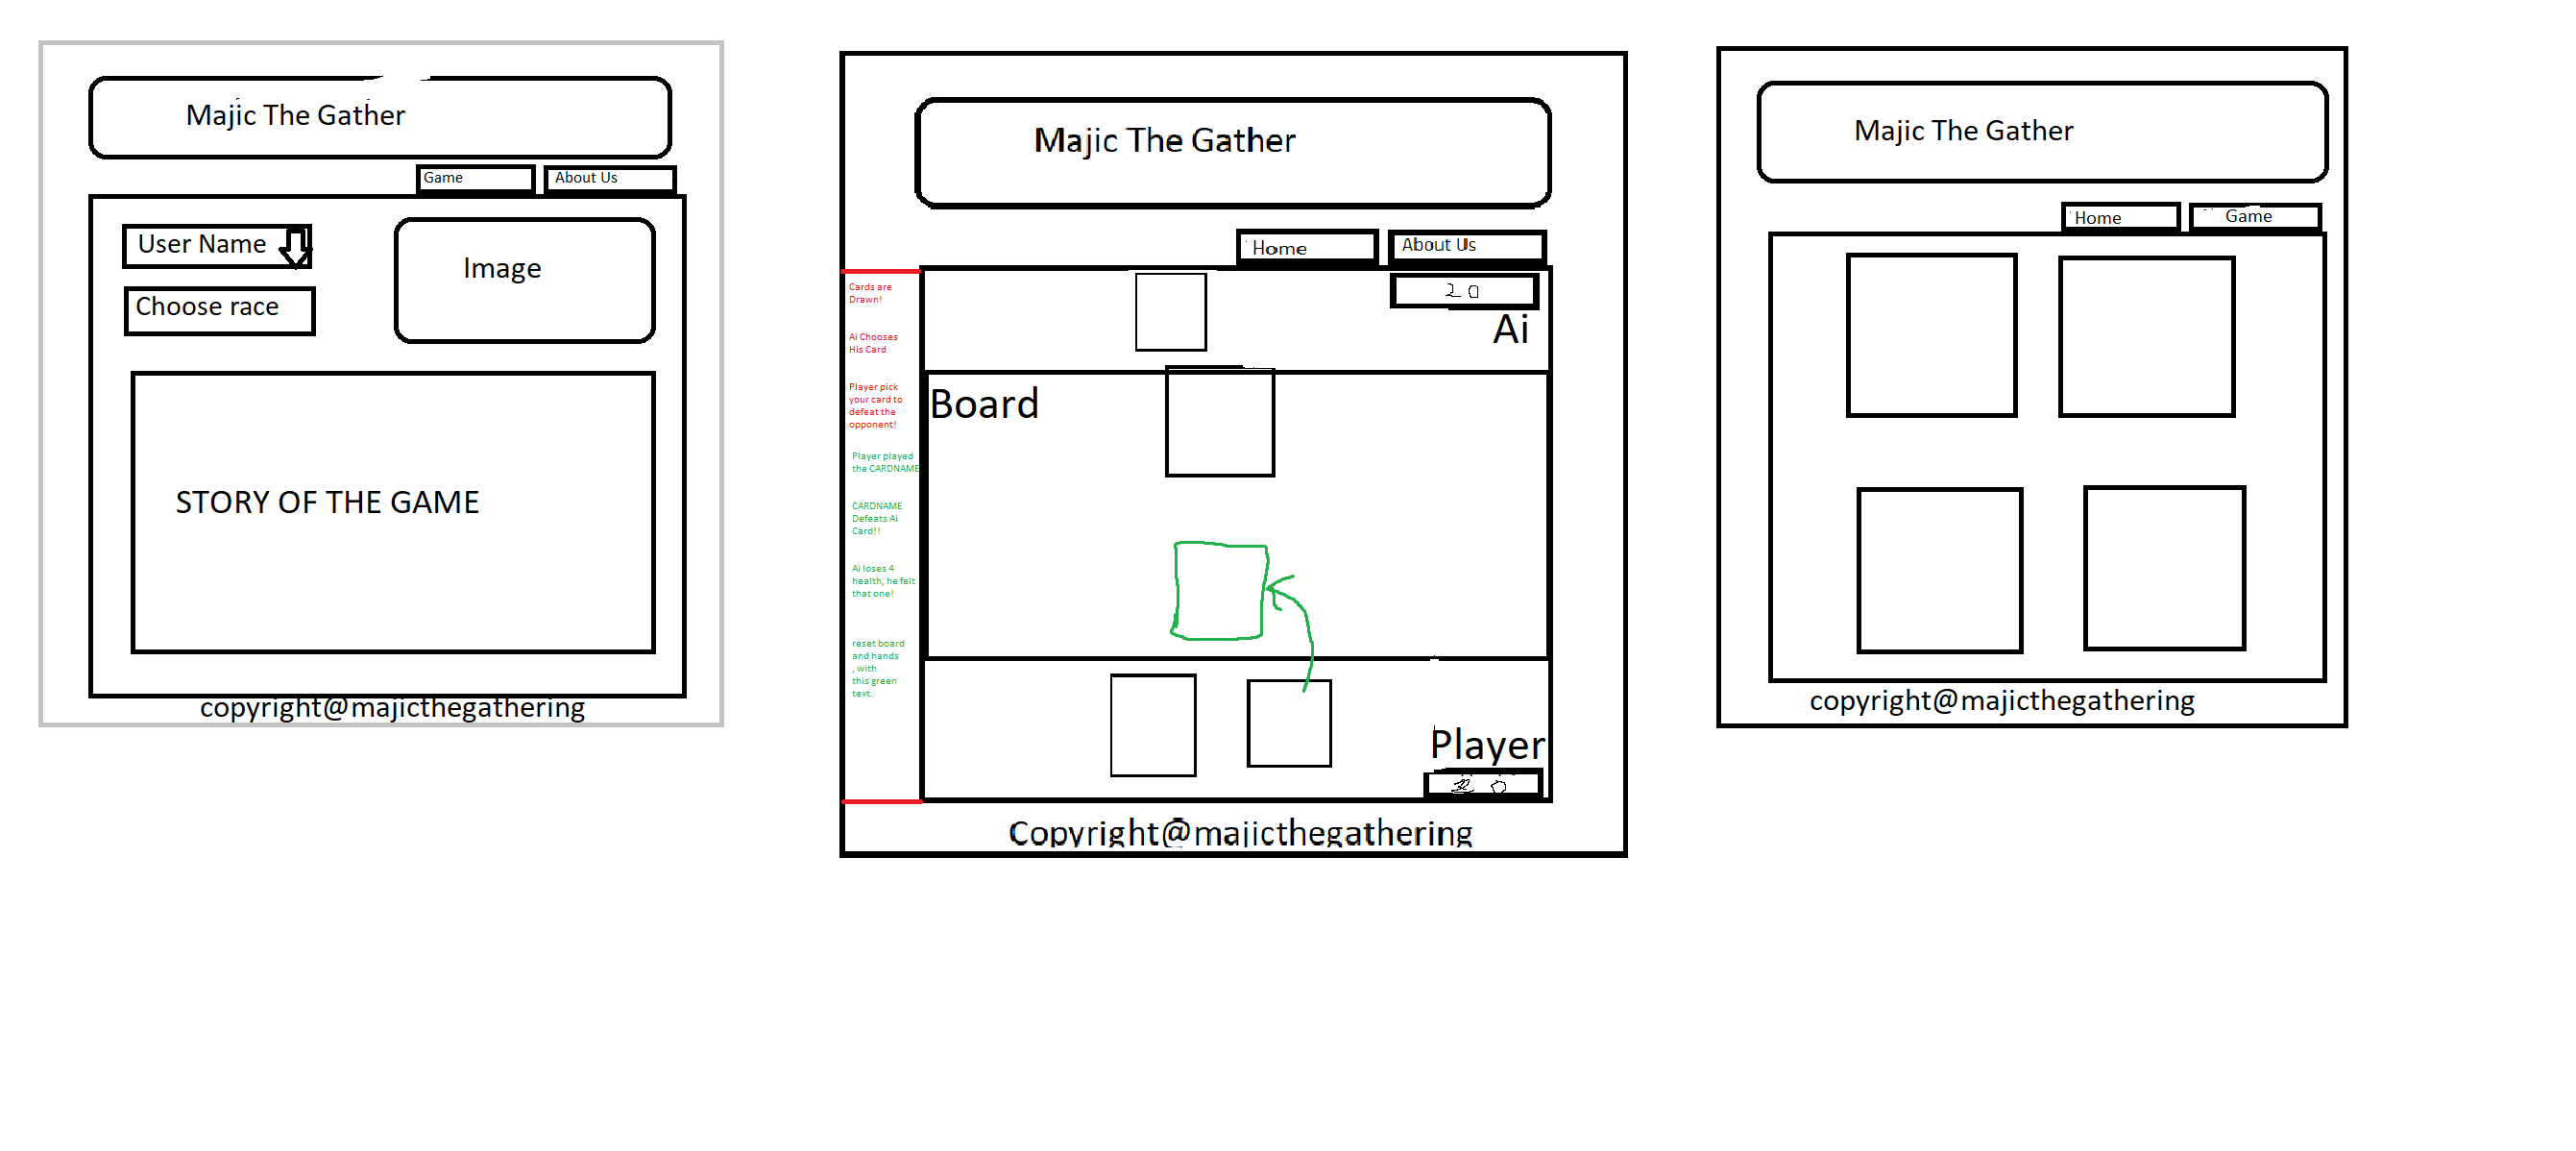 Majic The Gather
Game
About Us
User Name
Choose race
Image
STORY OF THE GAME
copyright@majicthegathering
Majic The Gather
Home
About Us
Cards are
Drawn!
Ai Chooses
His Card
Player pick
your card to
defeat the
opponent!
Player played
the CARDNAME
CARDNAME
Defeats Ai
Card!!
Ai loses 4
health, he felt
that one!
reset board
and hands
, with
this green
text.
20
Ai
Board
Player
20
Copyright@majicthegathering
Majic The Gather
Home
Game
copyright@majicthegathering